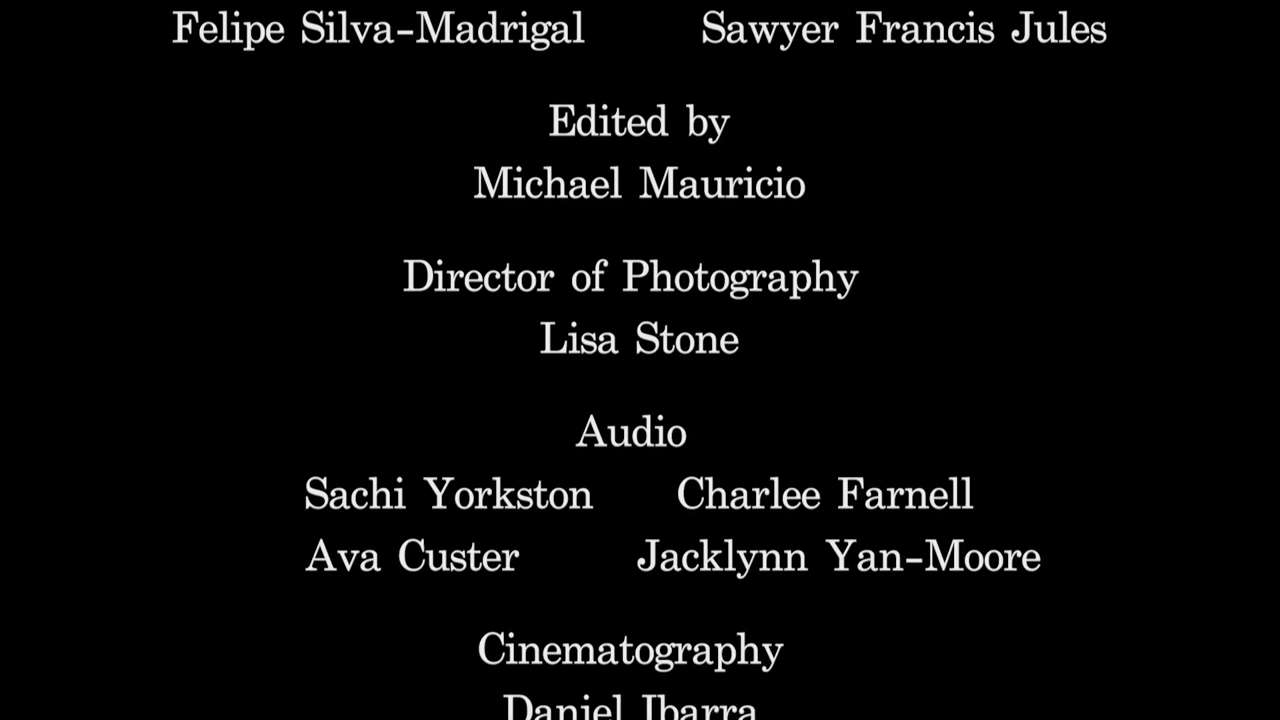 Felipe Silva-Madrigal Sawyer Francis Jules
Edited by
Michael Mauricio
Director of Photography
Lisa Stone
Audio
Sachi Yorkston Charlee Farnell
Ava Custer Jacklynn Yan-Moore
Cinematography
Daniel Ibarra